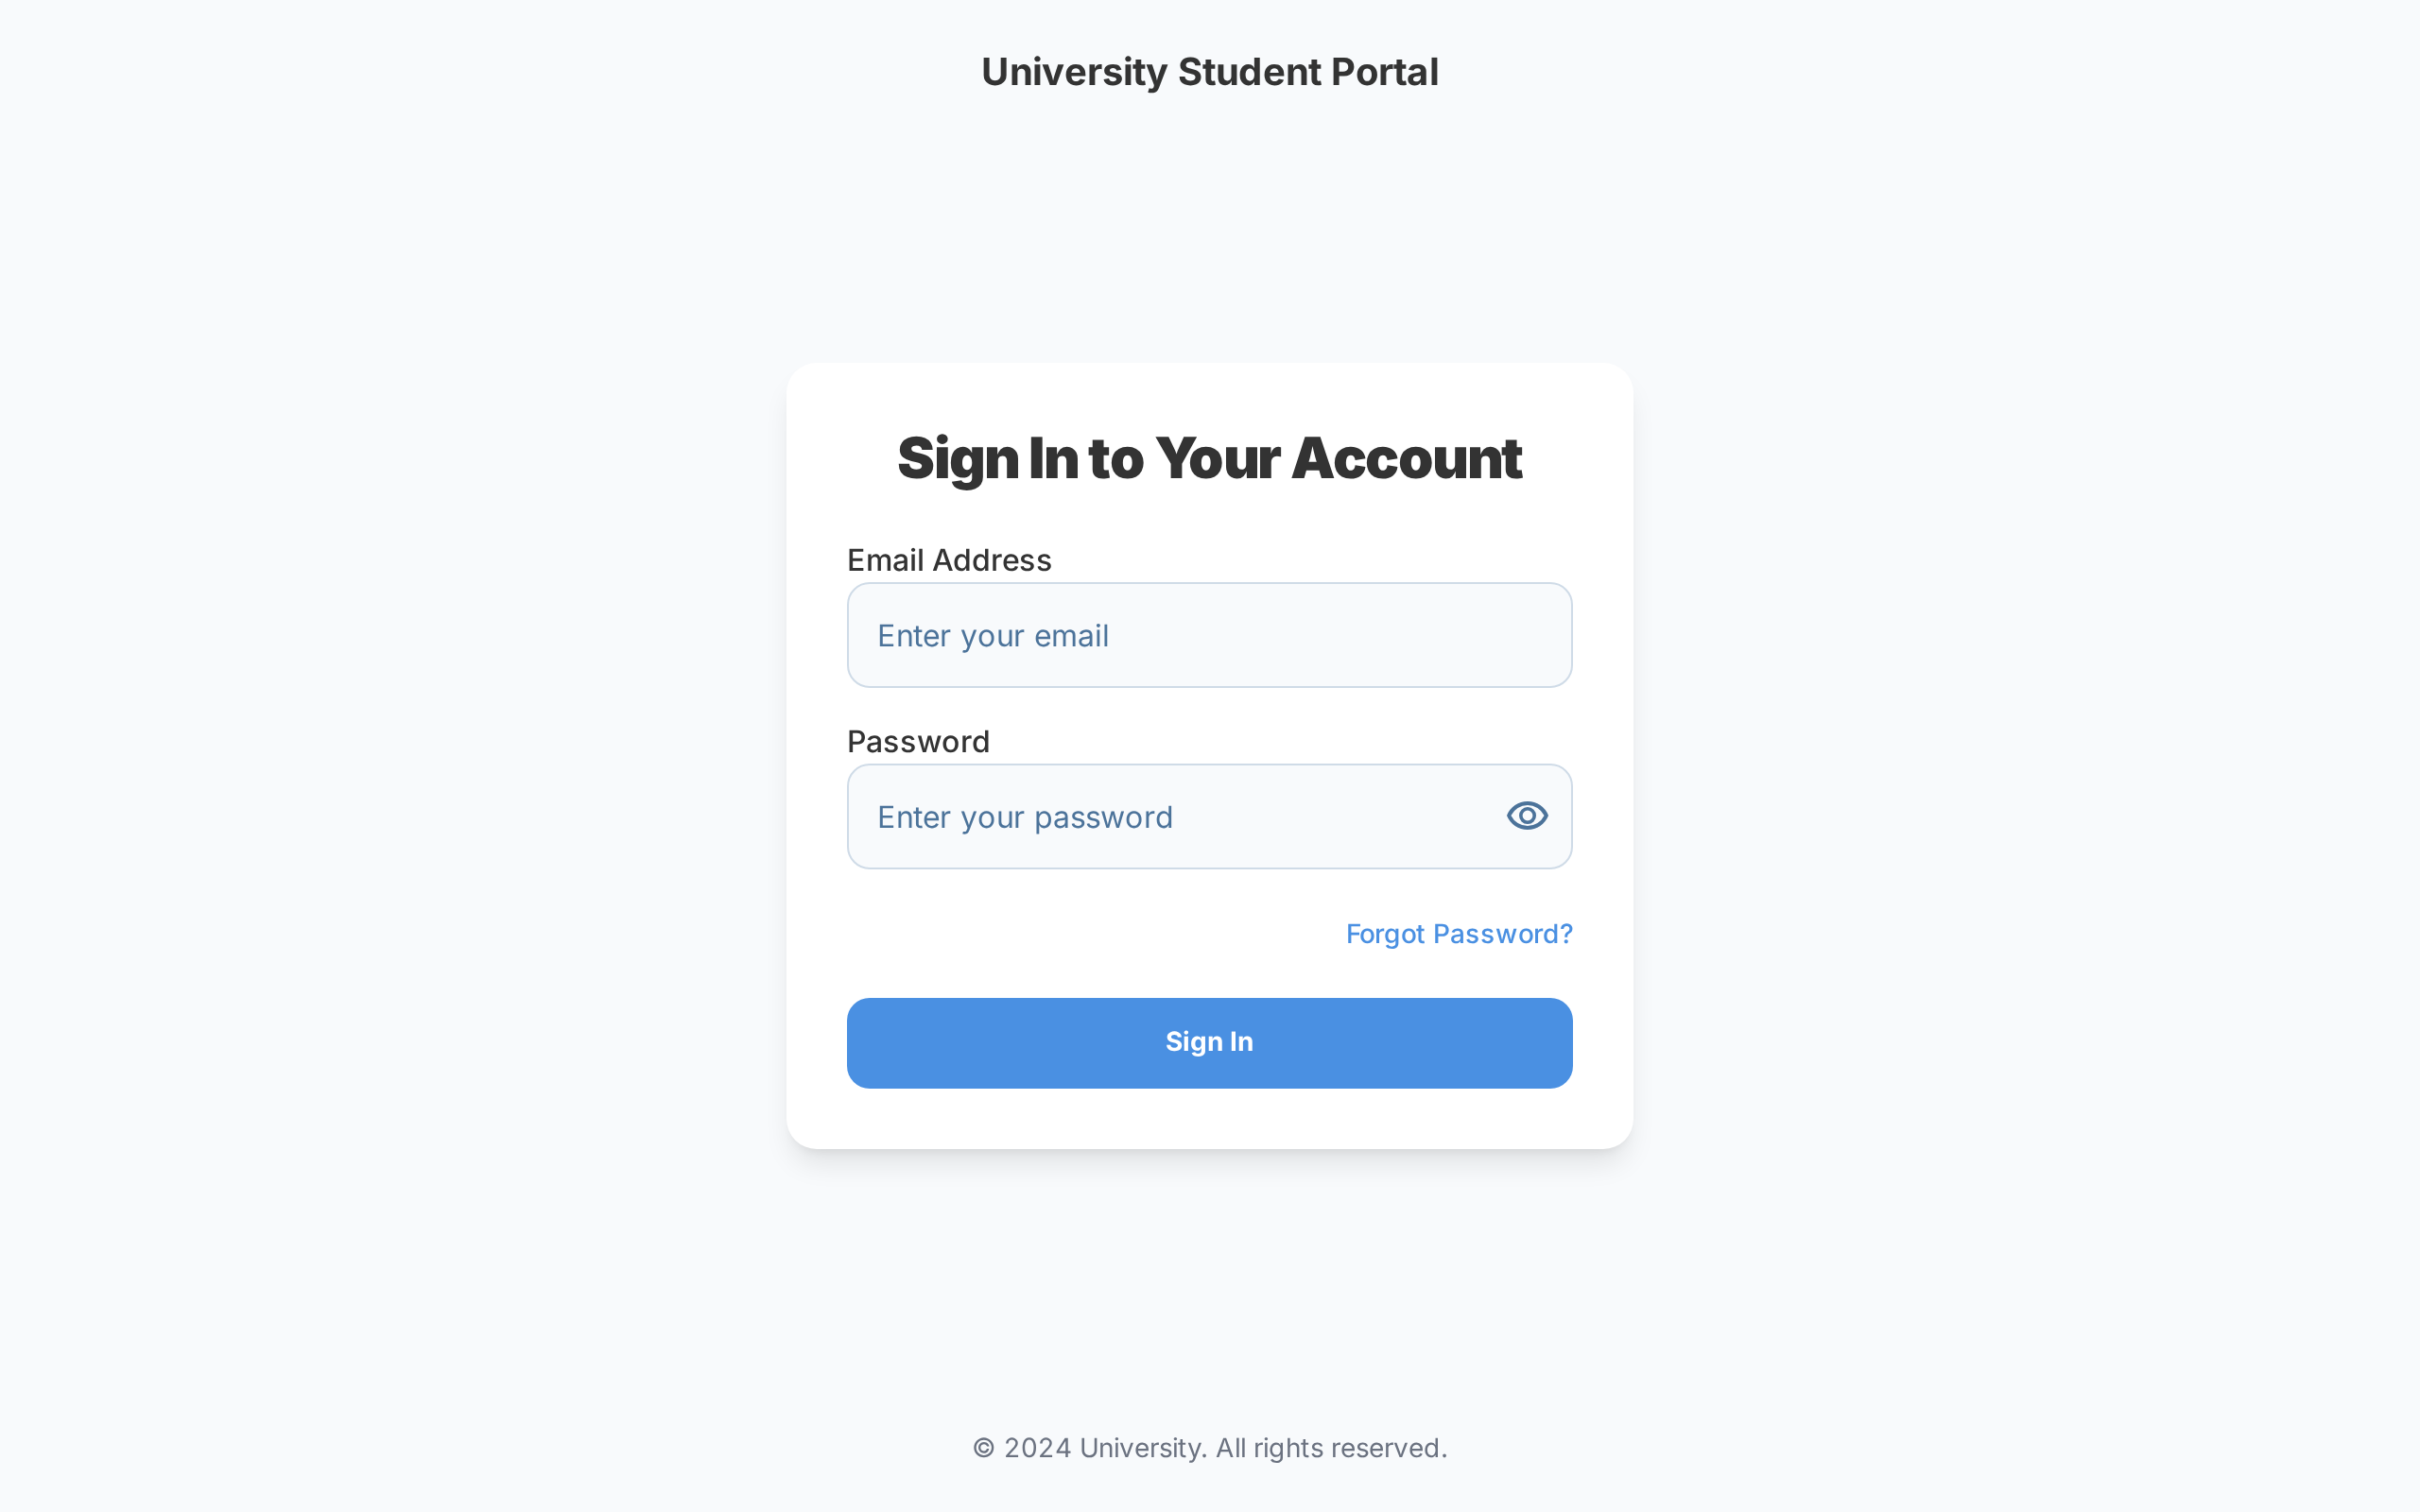 University Student Portal
Sign In to Your Account
Email Address
Enter your email
Password
Enter your password
Forgot Password?
Sign In
© 2024 University. All rights reserved.